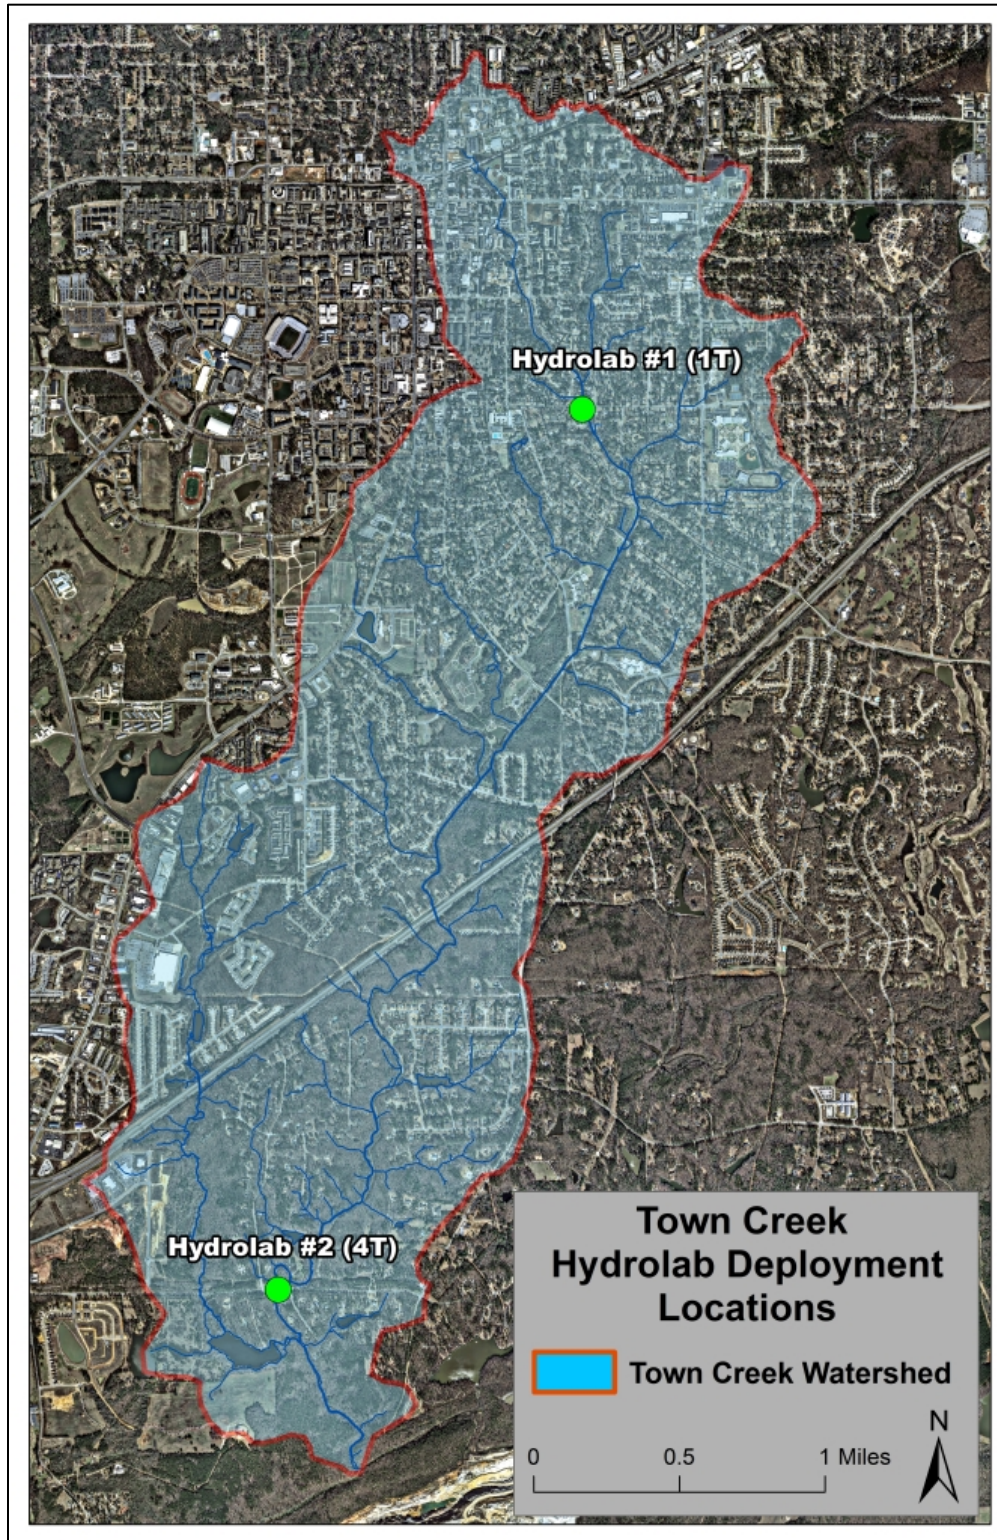 Hydrolab #1 (1T)
Hydrolab #2 (4T)
Town Creek
Hydrolab Deployment
Locations
Town Creek Watershed
N
0 0.5 1 Miles